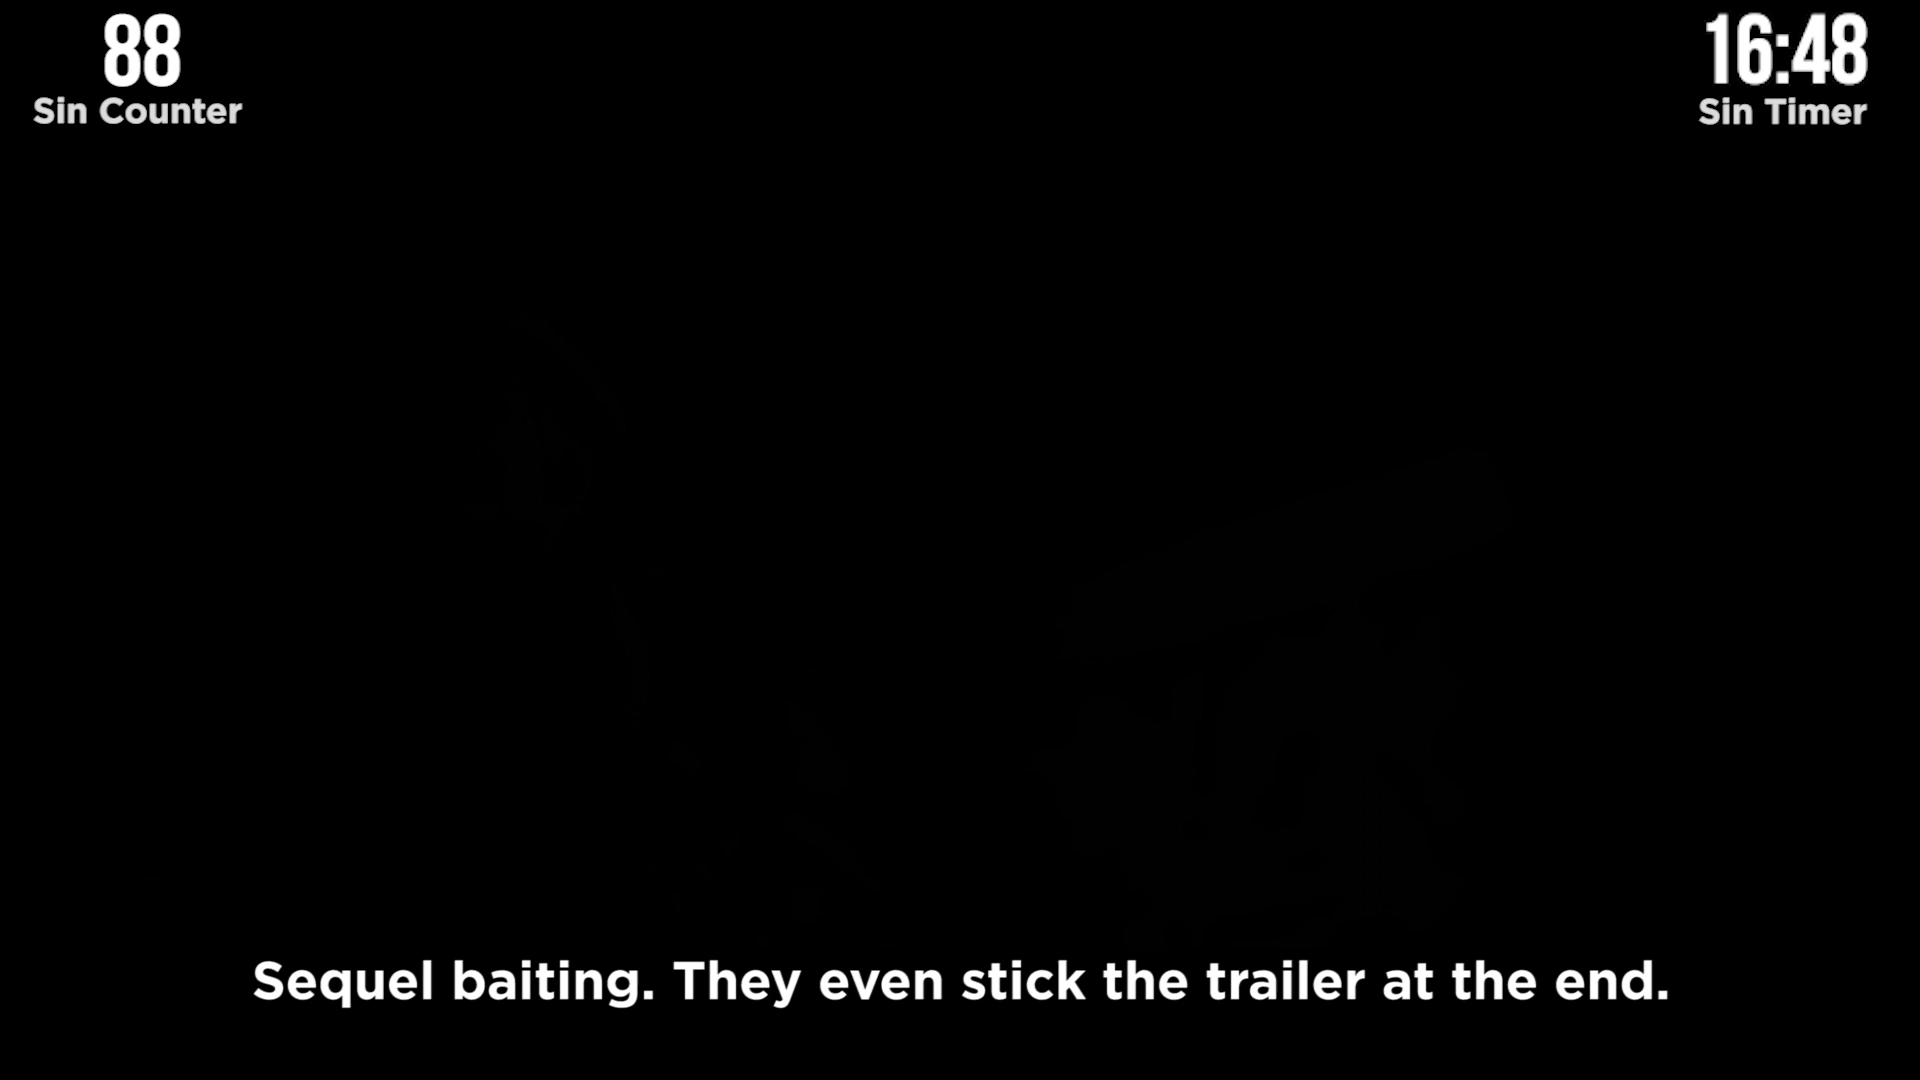 88
Sin Counter
16:48
Sin Timer
Sequel baiting. They even stick the trailer at the end.